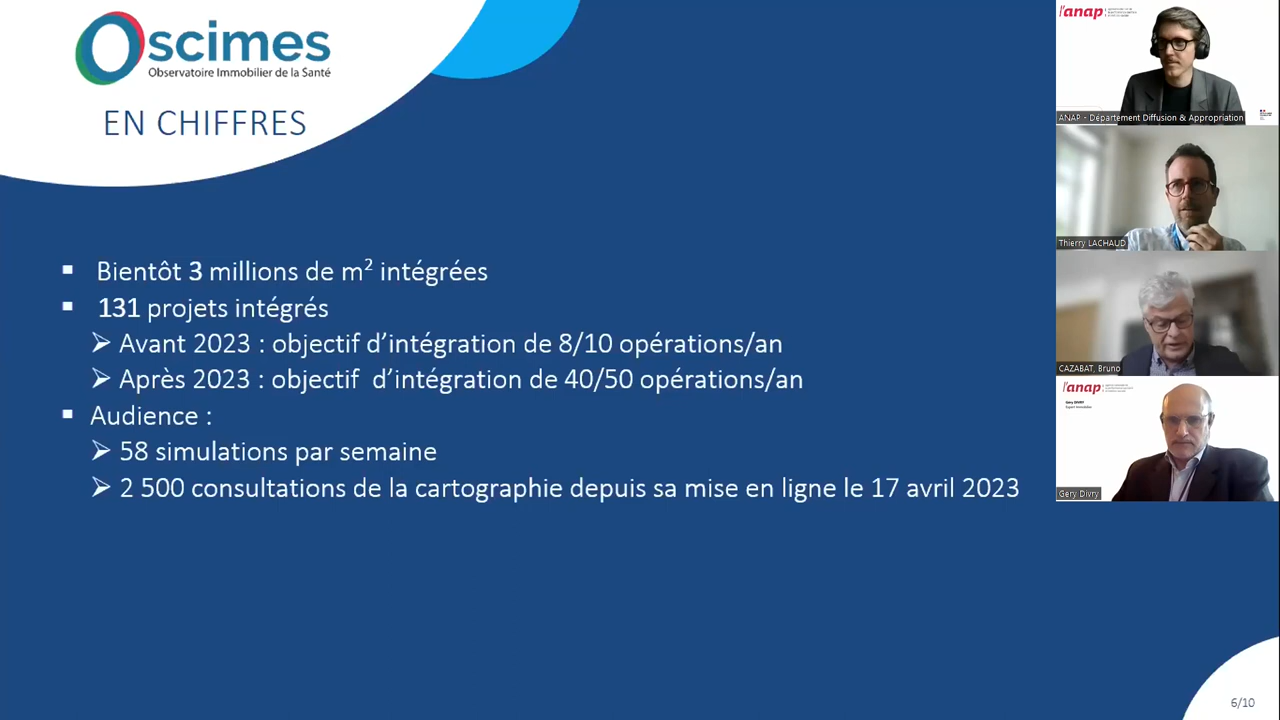 Oscimes
Observatoire Immobilier de la Santé
EN CHIFFRES
▪ Bientôt 3 millions de m² intégrées
▪ 131 projets intégrés
➢ Avant 2023 : objectif d’intégration de 8/10 opérations/an
➢ Après 2023 : objectif d’intégration de 40/50 opérations/an
▪ Audience :
➢ 58 simulations par semaine
➢ 2 500 consultations de la cartographie depuis sa mise en ligne le 17 avril 2023
6/10
l'anap
ANAP - Département Diffusion & Appropriation
Thierry LACHAUD
CAZABAT, Bruno
l'anap
Gery DIVRY
Expert Immobilier
Gery Divry